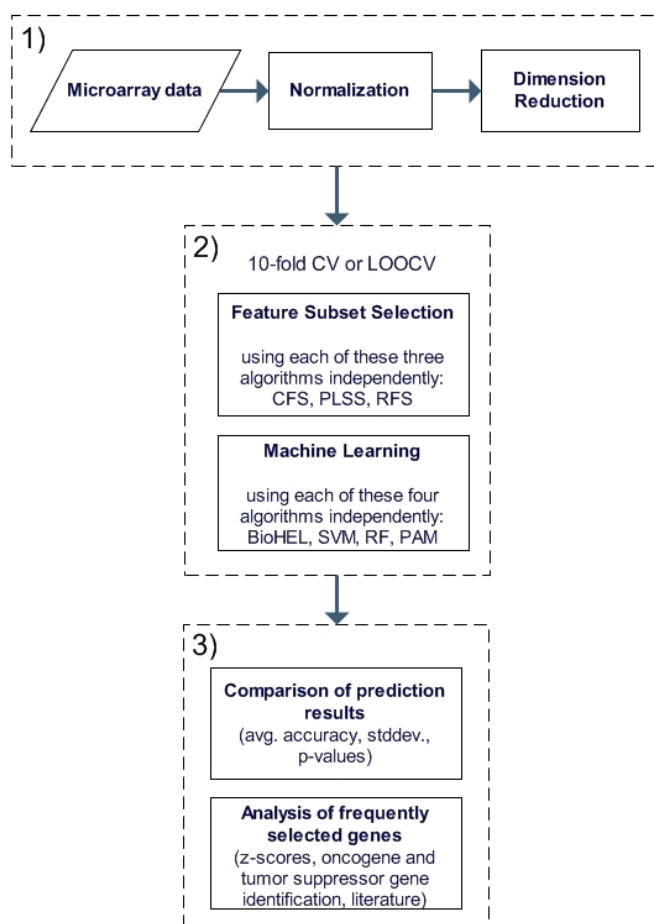 1)
Microarray data
Normalization
Dimension
Reduction
2)
10-fold CV or LOOCV
Feature Subset Selection
using each of these three
algorithms independently:
CFS, PLSS, RFS
Machine Learning
using each of these four
algorithms independently:
BioHEL, SVM, RF, PAM
3)
Comparison of prediction
results
(avg. accuracy, stddev.,
p-values)
Analysis of frequently
selected genes
(z-scores, oncogene and
tumor suppressor gene
identification, literature)